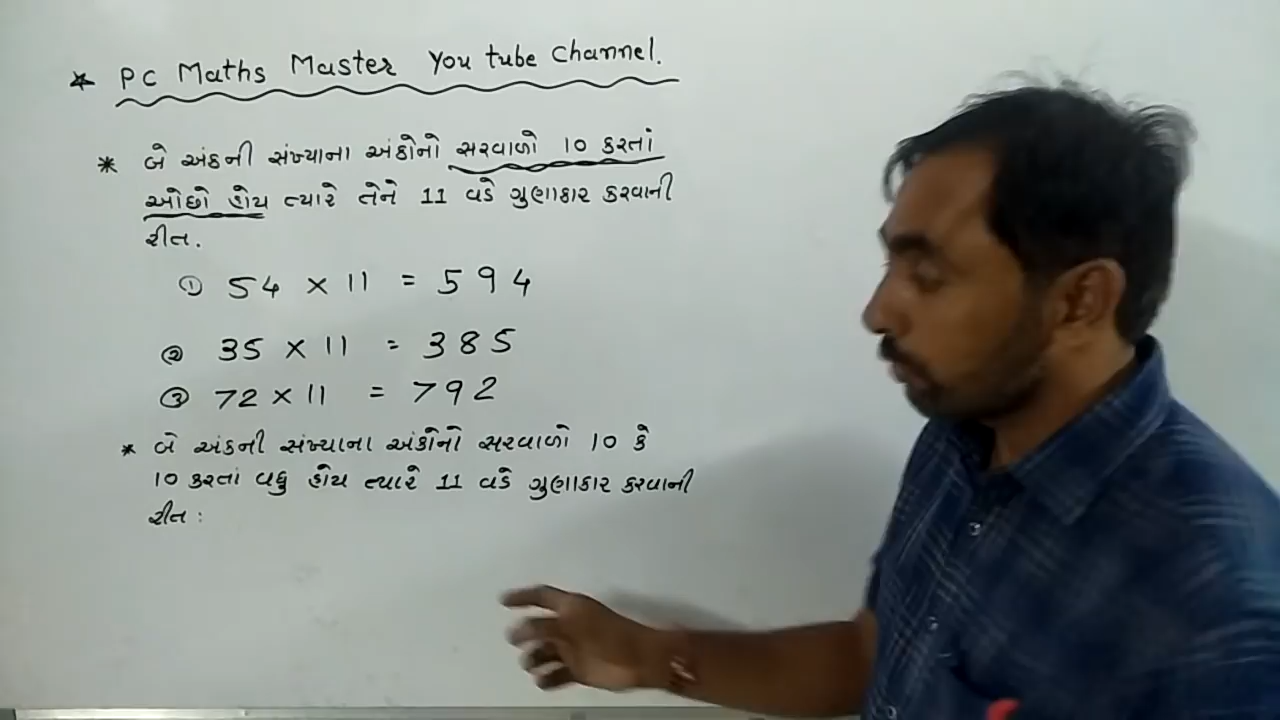 * PC Maths Master You tube Channel.
* બે અંકની સંખ્યાના અંકોનો સરવાળો 10 કરતાં
ઓછો હોય ત્યારે તેને 11 વડે ગુણાકાર કરવાની
રીત.
① 54 × 11 = 594
② 35 × 11 = 385
③ 72 × 11 = 792
* બે અંકની સંખ્યાના અંકોનો સરવાળો 10 કે
10 કરતાં વધુ હોય ત્યારે 11 વડે ગુણાકાર કરવાની
રીત :